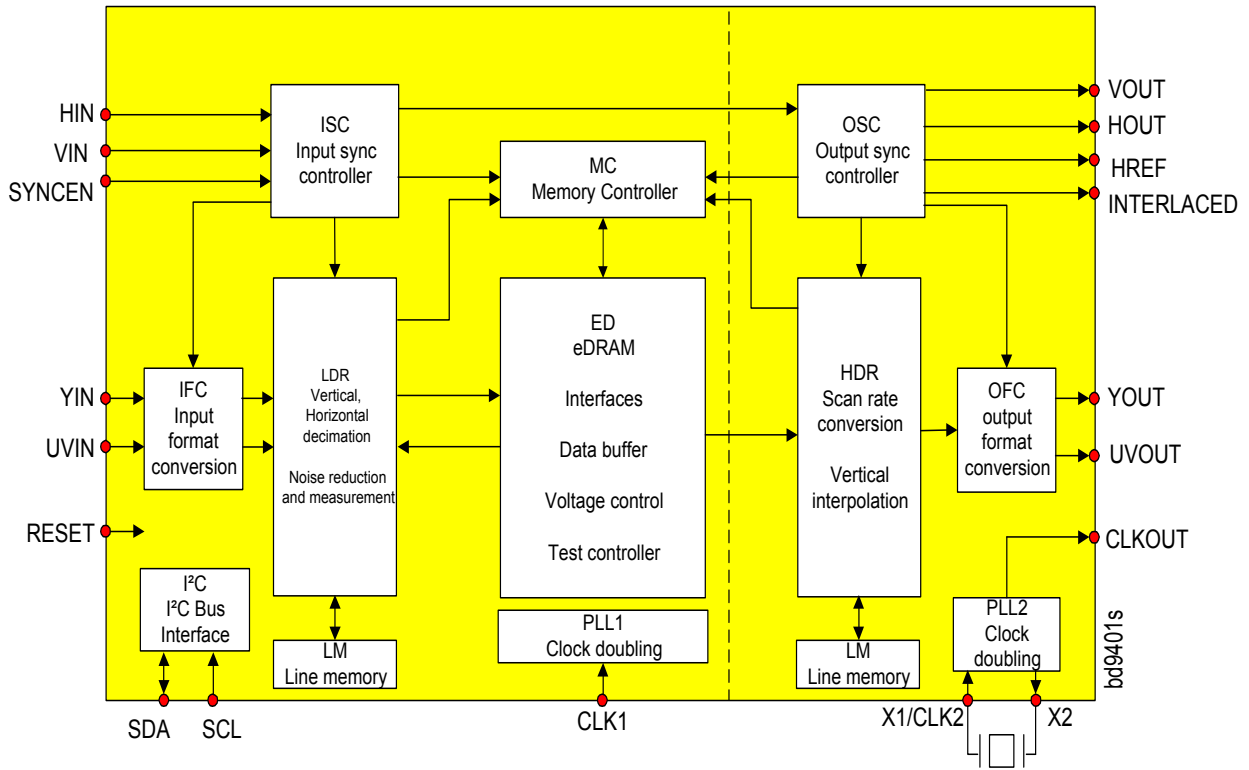 HIN
VIN
SYNCEN
ISC
Input sync
controller
MC
Memory Controller
OSC
Output sync
controller
VOUT
HOUT
HREF
INTERLACED
YIN
UVIN
IFC
Input
format
conversion
LDR
Vertical,
Horizontal
decimation
Noise reduction
and measurement
ED
eDRAM
Interfaces
Data buffer
Voltage control
Test controller
HDR
Scan rate
conversion
Vertical
interpolation
OFC
output
format
conversion
YOUT
UVOUT
RESET
CLKOUT
I²C
I²C Bus
Interface
LM
Line memory
PLL1
Clock doubling
LM
Line memory
PLL2
Clock
doubling
bd9401s
SDA
SCL
CLK1
X1/CLK2
X2